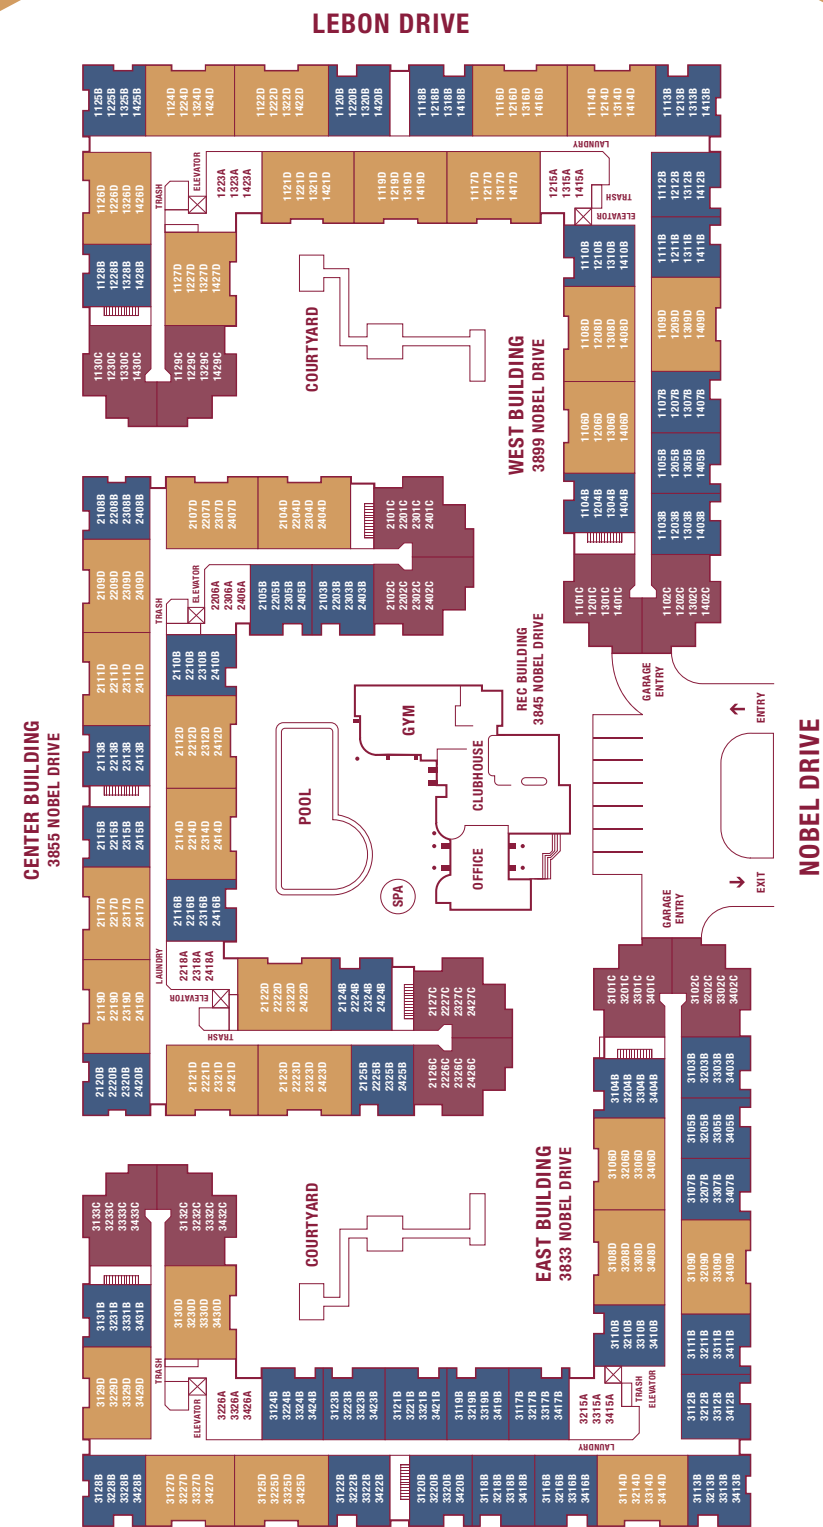 LEBON DRIVE
1125B
1225B
1325B
1425B
1124D
1224D
1324D
1424D
1122D
1222D
1322D
1422D
1120B
1220B
1320B
1420B
1118B
1218B
1318B
1418B
1116D
1216D
1316D
1416D
1114D
1214D
1314D
1414D
1113B
1213B
1313B
1413B
LAUNDRY
1126D
1226D
1326D
1426D
TRASH
ELEVATOR
1223A
1323A
1423A
1121D
1221D
1321D
1421D
1119D
1219D
1319D
1419D
1117D
1217D
1317D
1417D
1215A
1315A
1415A
TRASH
ELEVATOR
1112B
1212B
1312B
1412B
1128B
1228B
1328B
1428B
1127D
1227D
1327D
1427D
1110B
1210B
1310B
1410B
1111B
1211B
1311B
1411B
1130C
1230C
1330C
1430C
1129C
1229C
1329C
1429C
COURTYARD
1108D
1208D
1308D
1408D
1109D
1209D
1309D
1409D
WEST BUILDING
3899 NOBEL DRIVE
1106D
1206D
1306D
1406D
1107B
1207B
1307B
1407B
1105B
1205B
1305B
1405B
1104B
1204B
1304B
1404B
1103B
1203B
1303B
1403B
1101C
1201C
1301C
1401C
1102C
1202C
1302C
1402C
2108B
2208B
2308B
2408B
2107D
2207D
2307D
2407D
2104D
2204D
2304D
2404D
2101C
2201C
2301C
2401C
2109D
2209D
2309D
2409D
TRASH
ELEVATOR
2206A
2306A
2406A
2105B
2205B
2305B
2405B
2103B
2203B
2303B
2403B
2102C
2202C
2302C
2402C
2111D
2211D
2311D
2411D
2110B
2210B
2310B
2410B
REC BUILDING
3845 NOBEL DRIVE
GARAGE
ENTRY
ENTRY
CENTER BUILDING
3855 NOBEL DRIVE
2113B
2213B
2313B
2413B
2112D
2212D
2312D
2412D
GYM
CLUBHOUSE
POOL
OFFICE
SPA
NOBEL DRIVE
2115B
2215B
2315B
2415B
2114D
2214D
2314D
2414D
2117D
2217D
2317D
2417D
2116B
2216B
2316B
2416B
EXIT
GARAGE
ENTRY
2119D
2219D
2319D
2419D
LAUNDRY
2218A
2318A
2418A
ELEVATOR
TRASH
2122D
2222D
2322D
2422D
2124B
2224B
2324B
2424B
2127C
2227C
2327C
2427C
2120B
2220B
2320B
2420B
2121D
2221D
2321D
2421D
2123D
2223D
2323D
2423D
2125B
2225B
2325B
2425B
2126C
2226C
2326C
2426C
3101C
3201C
3301C
3401C
3102C
3202C
3302C
3402C
3104B
3204B
3304B
3404B
3103B
3203B
3303B
3403B
3106D
3206D
3306D
3406D
3105B
3205B
3305B
3405B
3107B
3207B
3307B
3407B
EAST BUILDING
3833 NOBEL DRIVE
3108D
3208D
3308D
3408D
3109D
3209D
3309D
3409D
COURTYARD
3133C
3233C
3333C
3433C
3132C
3232C
3332C
3432C
3131B
3231B
3331B
3431B
3130D
3230D
3330D
3430D
3110B
3210B
3310B
3410B
3111B
3211B
3311B
3411B
3129D
3229D
3329D
3429D
TRASH
ELEVATOR
3226A
3326A
3426A
3124B
3224B
3324B
3424B
3123B
3223B
3323B
3423B
3121B
3221B
3321B
3421B
3119B
3219B
3319B
3419B
3117B
3217B
3317B
3417B
3215A
3315A
3415A
TRASH
ELEVATOR
3112B
3212B
3312B
3412B
LAUNDRY
3128B
3228B
3328B
3428B
3127D
3227D
3327D
3427D
3125D
3225D
3325D
3425D
3122B
3222B
3322B
3422B
3120B
3220B
3320B
3420B
3118B
3218B
3318B
3418B
3116B
3216B
3316B
3416B
3114D
3214D
3314D
3414D
3113B
3213B
3313B
3413B